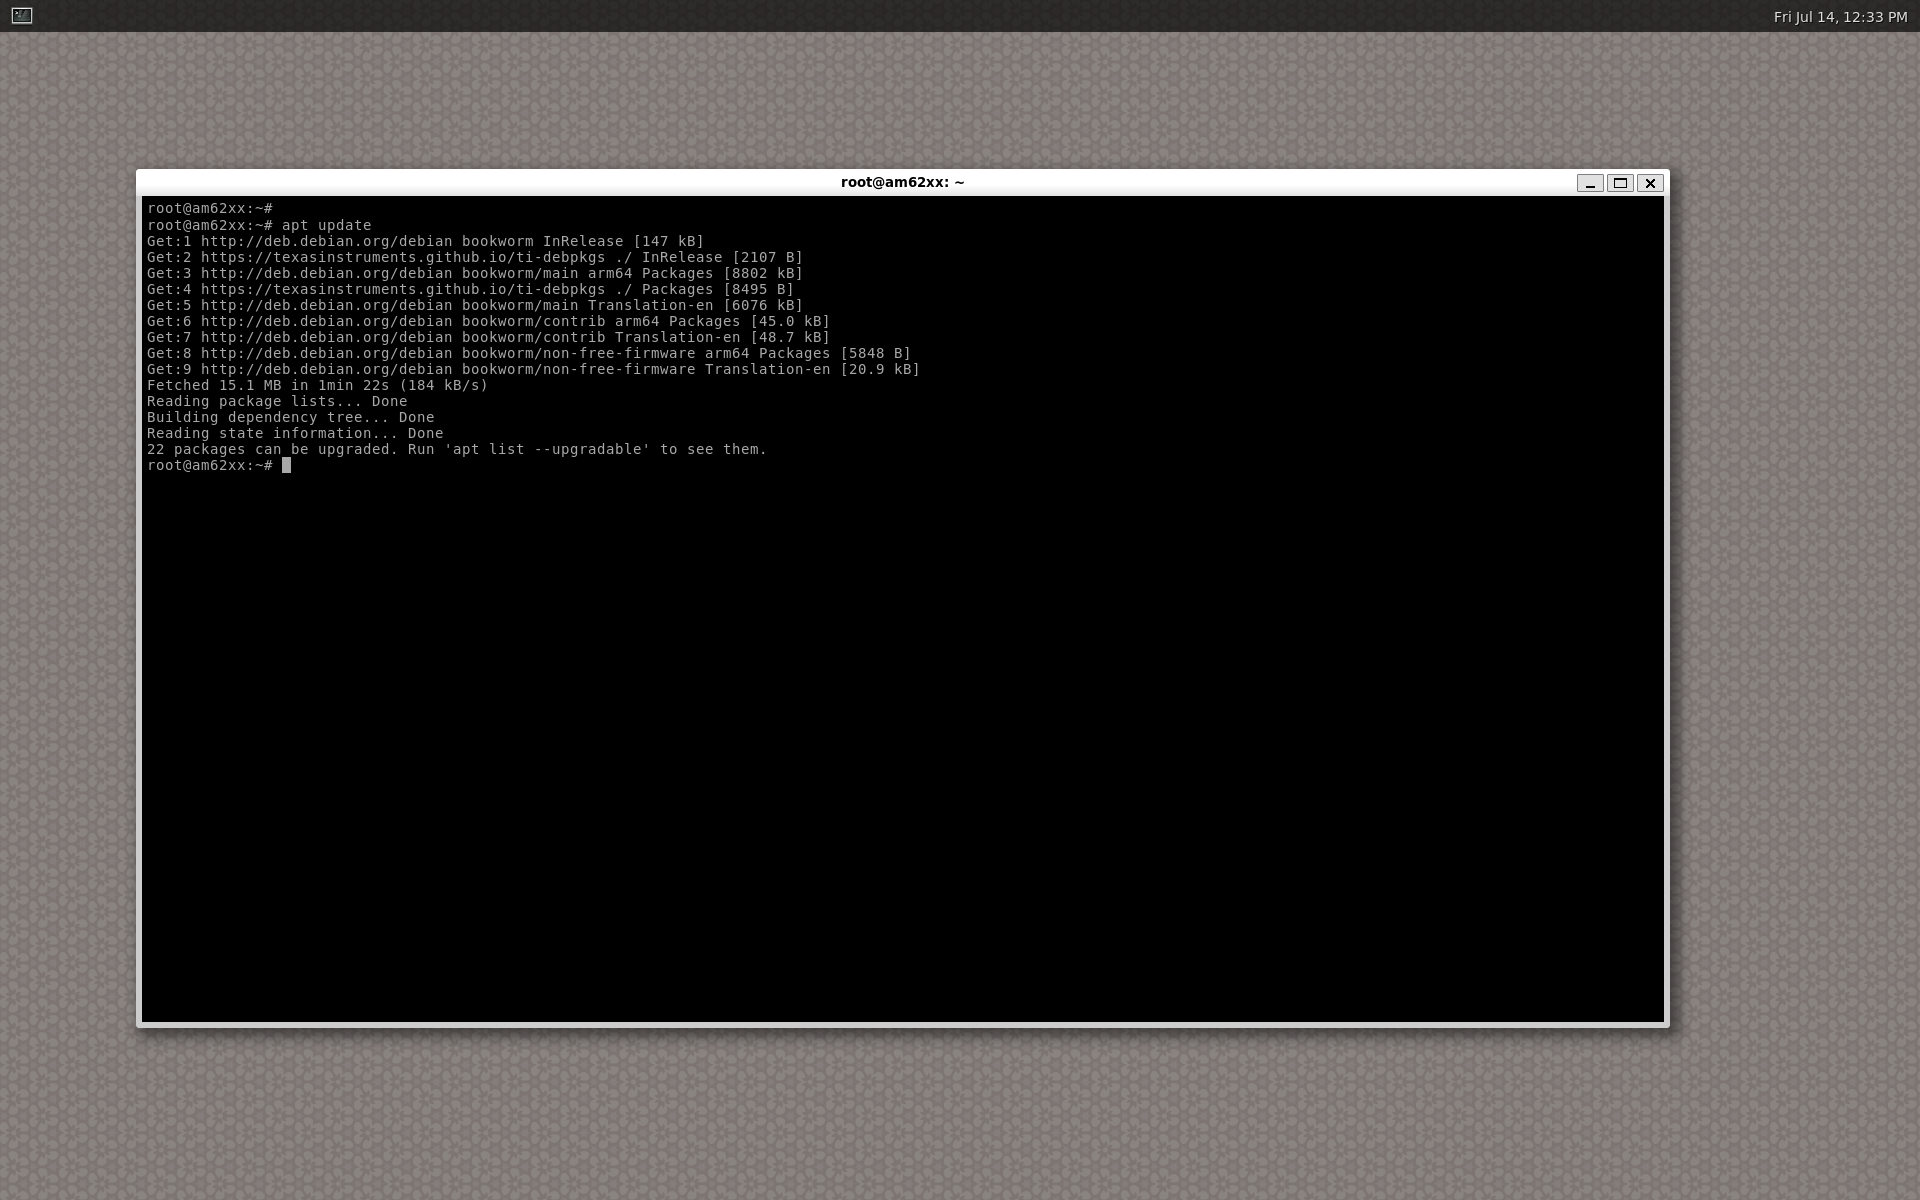 Fri Jul 14, 12:33 PM
root@am62xx: ~
root@am62xx:~#
root@am62xx:~# apt update
Get:1 http://deb.debian.org/debian bookworm InRelease [147 kB]
Get:2 https://texasinstruments.github.io/ti-debpkgs ./ InRelease [2107 B]
Get:3 http://deb.debian.org/debian bookworm/main arm64 Packages [8802 kB]
Get:4 https://texasinstruments.github.io/ti-debpkgs ./ Packages [8495 B]
Get:5 http://deb.debian.org/debian bookworm/main Translation-en [6076 kB]
Get:6 http://deb.debian.org/debian bookworm/contrib arm64 Packages [45.0 kB]
Get:7 http://deb.debian.org/debian bookworm/contrib Translation-en [48.7 kB]
Get:8 http://deb.debian.org/debian bookworm/non-free-firmware arm64 Packages [5848 B]
Get:9 http://deb.debian.org/debian bookworm/non-free-firmware Translation-en [20.9 kB]
Fetched 15.1 MB in 1min 22s (184 kB/s)
Reading package lists... Done
Building dependency tree... Done
Reading state information... Done
22 packages can be upgraded. Run 'apt list --upgradable' to see them.
root@am62xx:~#